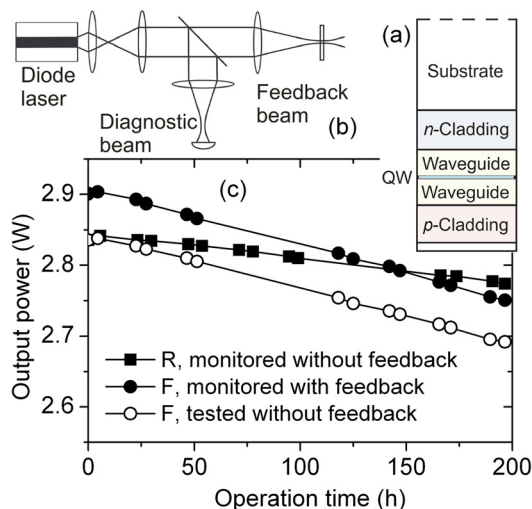 Diode
laser
Diagnostic
beam
Feedback
beam
(b)
(a)
Substrate
n-Cladding
Waveguide
QW
Waveguide
p-Cladding
(c)
Output power (W)
2.9
2.8
2.7
2.6
R, monitored without feedback
F, monitored with feedback
F, tested without feedback
0
50
100
150
200
Operation time (h)